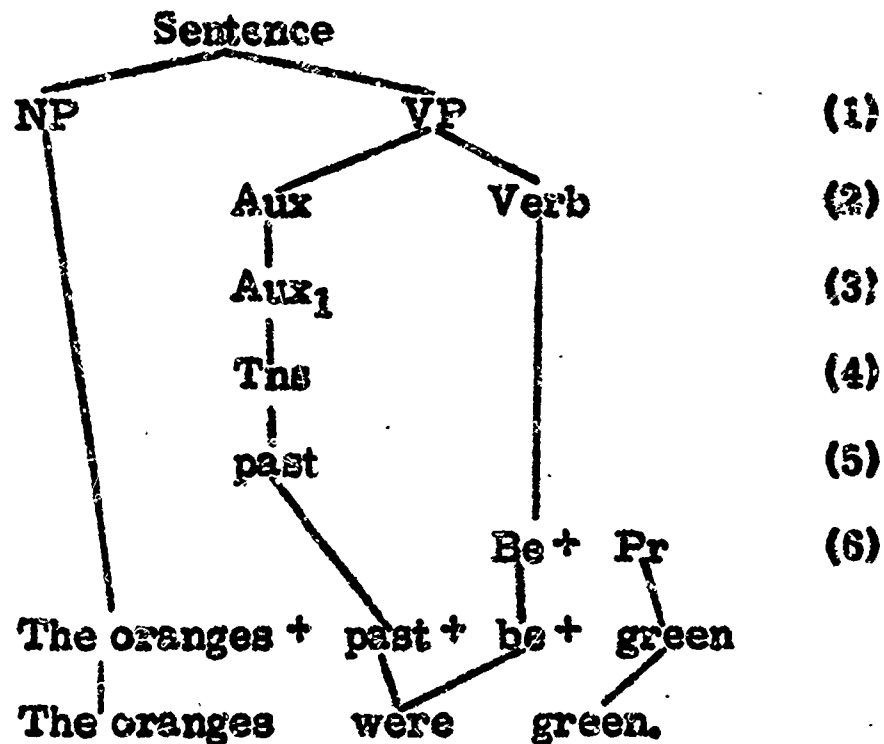 Sentence
NP VP (1)
Aux Verb (2)
Aux1 (3)
Tns (4)
past (5)
Be + Pr (6)
The oranges + past + be + green
The oranges were green.